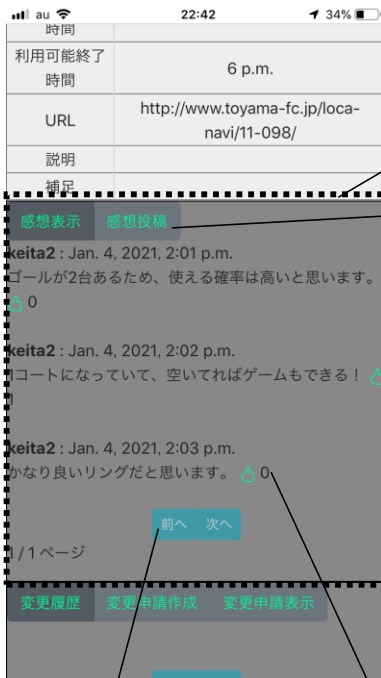 au 22:42 34%
時間
利用可能終了
時間
6 p.m.
URL
http://www.toyama-fc.jp/loca-
navi/11-098/
説明
補足
感想表示 感想投稿
keita2 : Jan. 4, 2021, 2:01 p.m.
ゴールが2台あるため、使える確率は高いと思います。
0
keita2 : Jan. 4, 2021, 2:02 p.m.
1コートになっていて、空いてればゲームもできる！
1
keita2 : Jan. 4, 2021, 2:03 p.m.
かなり良いリングだと思います。 0
前へ 次へ
1 / 1 ページ
変更履歴 変更申請作成 変更申請表示